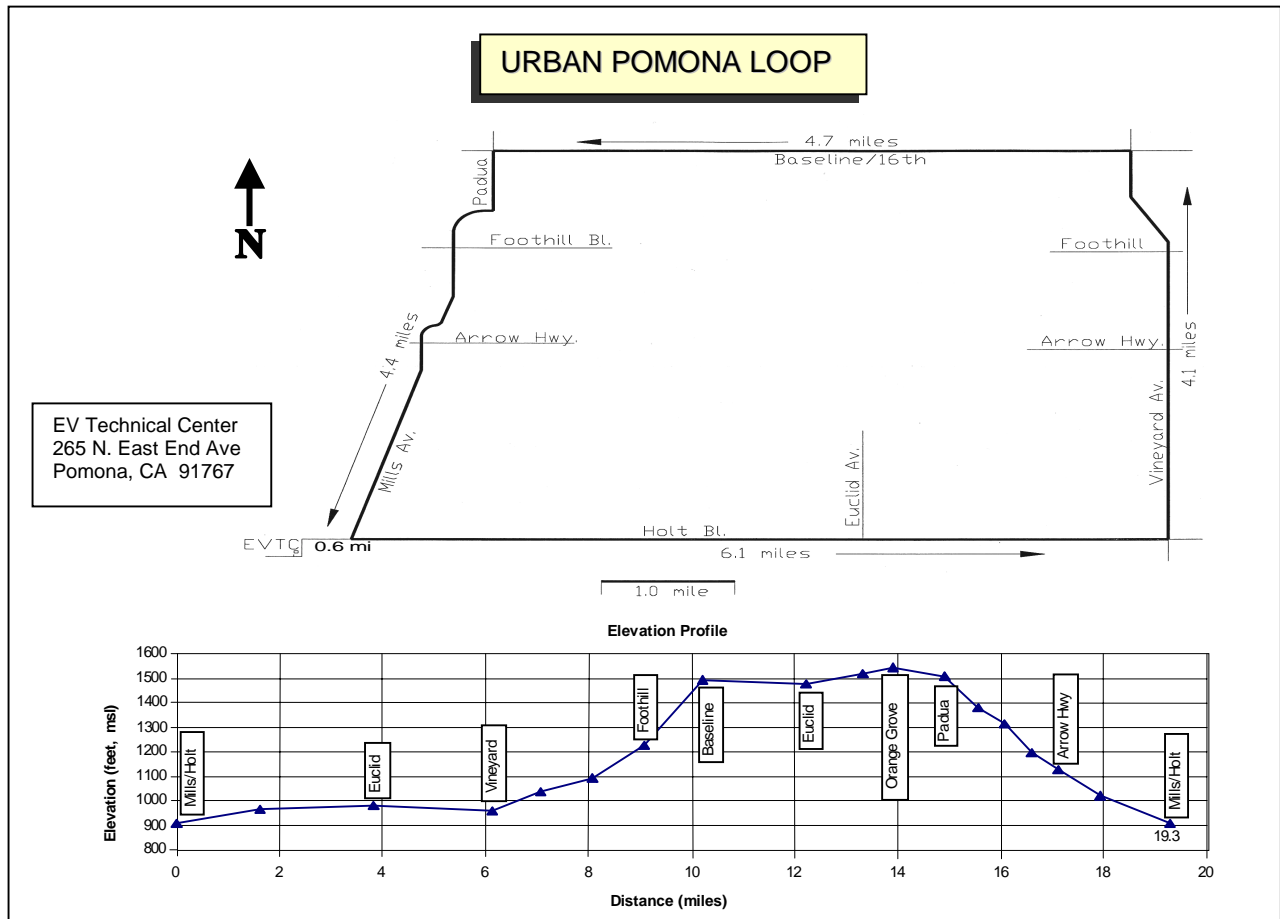 URBAN POMONA LOOP
4.7 miles
Baseline/16th
Padua
N
Foothill Bl.
Foothill
Arrow Hwy.
Arrow Hwy.
4.4 miles
4.1 miles
EV Technical Center
265 N. East End Ave
Pomona, CA 91767
Mills Av.
Vineyard Av.
Euclid Av.
Holt Bl.
EVTC
0.6 mi
6.1 miles
1.0 mile
Elevation Profile
Elevation (feet, msl)
1600
1500
1400
1300
1200
1100
1000
900
800
Mills/Holt
Euclid
Vineyard
Foothill
Baseline
Euclid
Orange Grove
Padua
Arrow Hwy
Mills/Holt
19.3
0 2 4 6 8 10 12 14 16 18 20
Distance (miles)